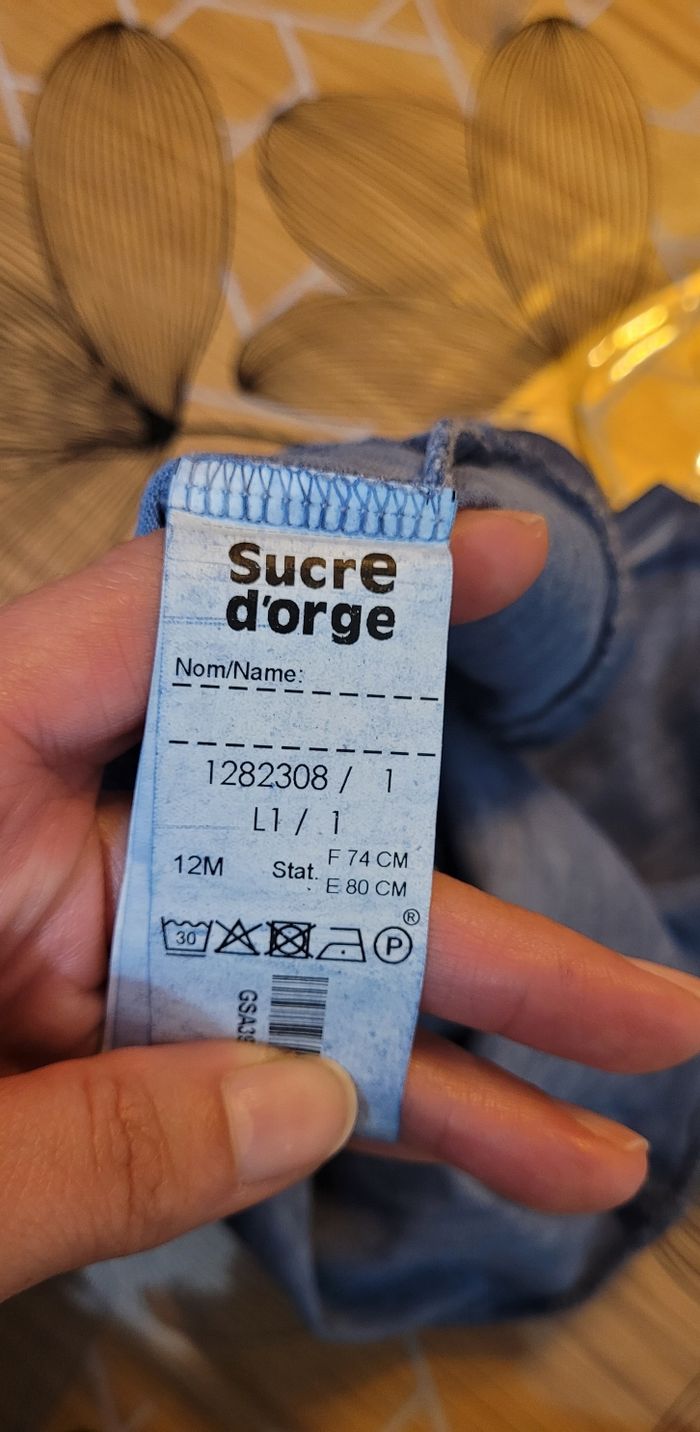 Sucre
d'orge
Nom/Name:
1282308 / 1
L1 / 1
12M Stat. F 74 CM
E 80 CM
30 P ®